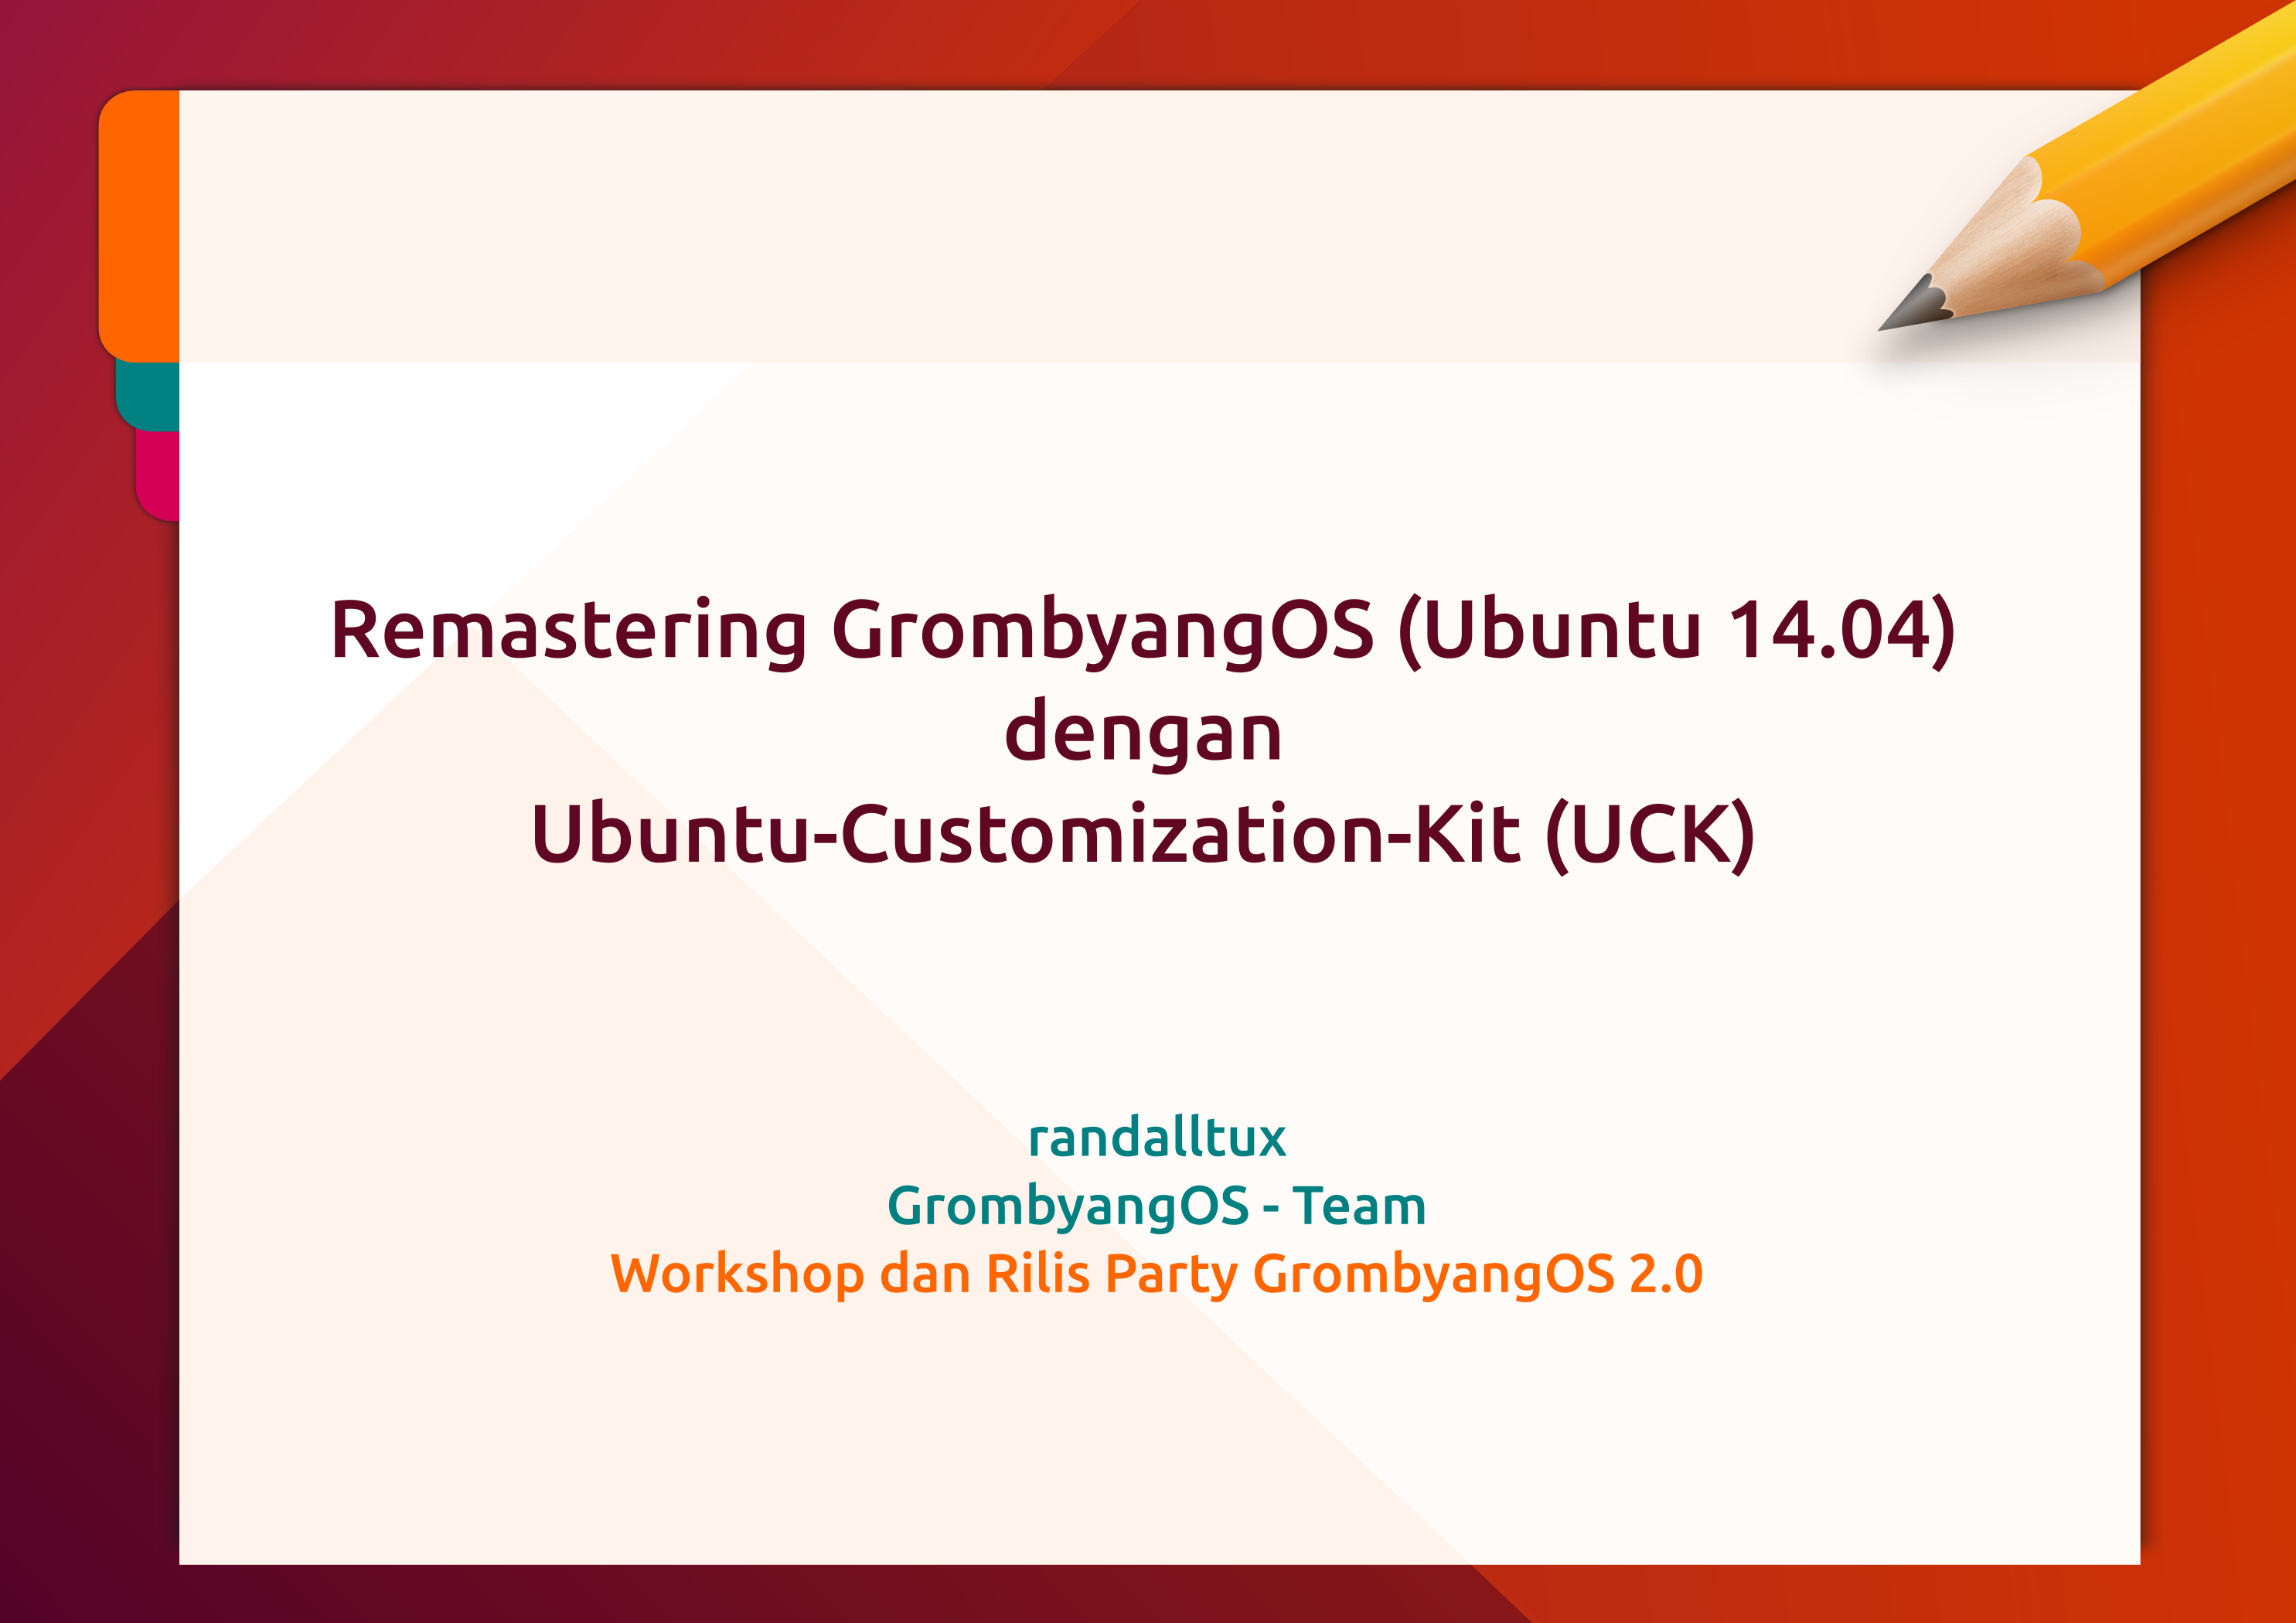 Remastering GrombyangOS (Ubuntu 14.04)
dengan
Ubuntu-Customization-Kit (UCK)
randalltux
GrombyangOS - Team
Workshop dan Rilis Party GrombyangOS 2.0